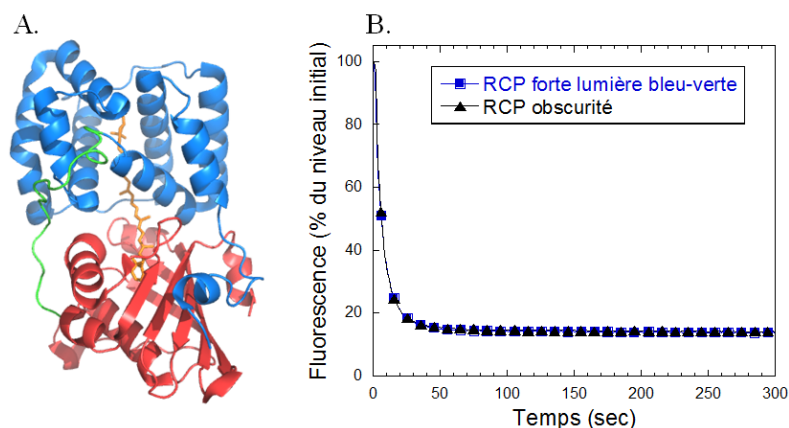 A.
B.
Fluorescence (% du niveau initial)
100
80
60
40
20
0
RCP forte lumière bleu-verte
RCP obscurité
0 50 100 150 200 250 300
Temps (sec)